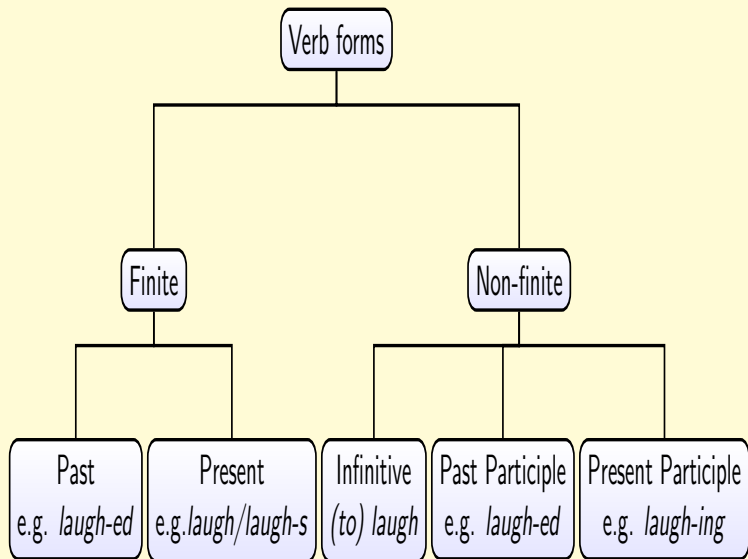 Verb forms
Finite
Non-finite
Past
e.g. laugh-ed
Present
e.g.laugh/laugh-s
Infinitive
(to) laugh
Past Participle
e.g. laugh-ed
Present Participle
e.g. laugh-ing